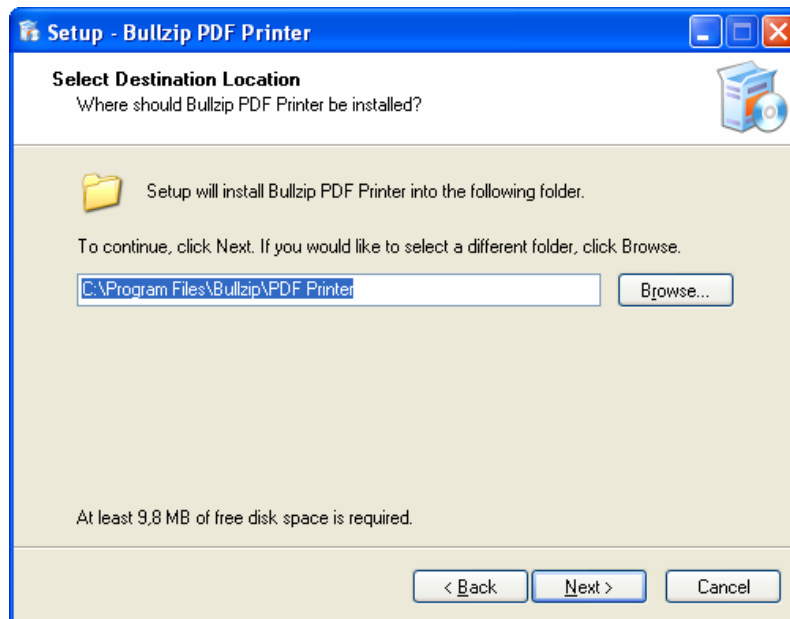 Setup - Bullzip PDF Printer
Select Destination Location
Where should Bullzip PDF Printer be installed?
Setup will install Bullzip PDF Printer into the following folder.
To continue, click Next. If you would like to select a different folder, click Browse.
C:\Program Files\Bullzip\PDF Printer
Browse...
At least 9,8 MB of free disk space is required.
< Back
Next >
Cancel